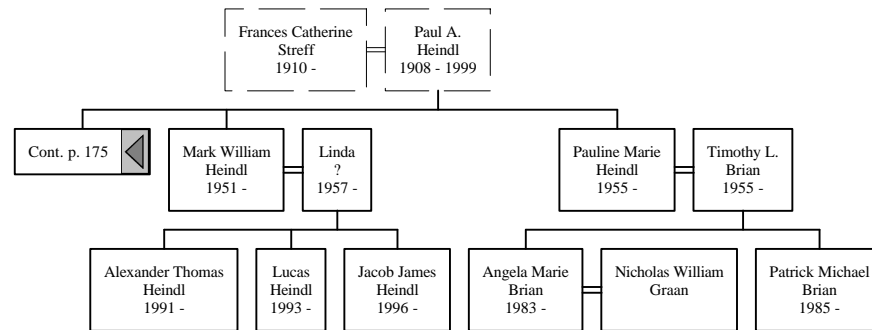 Frances Catherine
Streff
1910 -
Paul A.
Heindl
1908 - 1999
Cont. p. 175
Mark William
Heindl
1951 -
Linda
?
1957 -
Pauline Marie
Heindl
1955 -
Timothy L.
Brian
1955 -
Alexander Thomas
Heindl
1991 -
Lucas
Heindl
1993 -
Jacob James
Heindl
1996 -
Angela Marie
Brian
1983 -
Nicholas William
Graan
Patrick Michael
Brian
1985 -